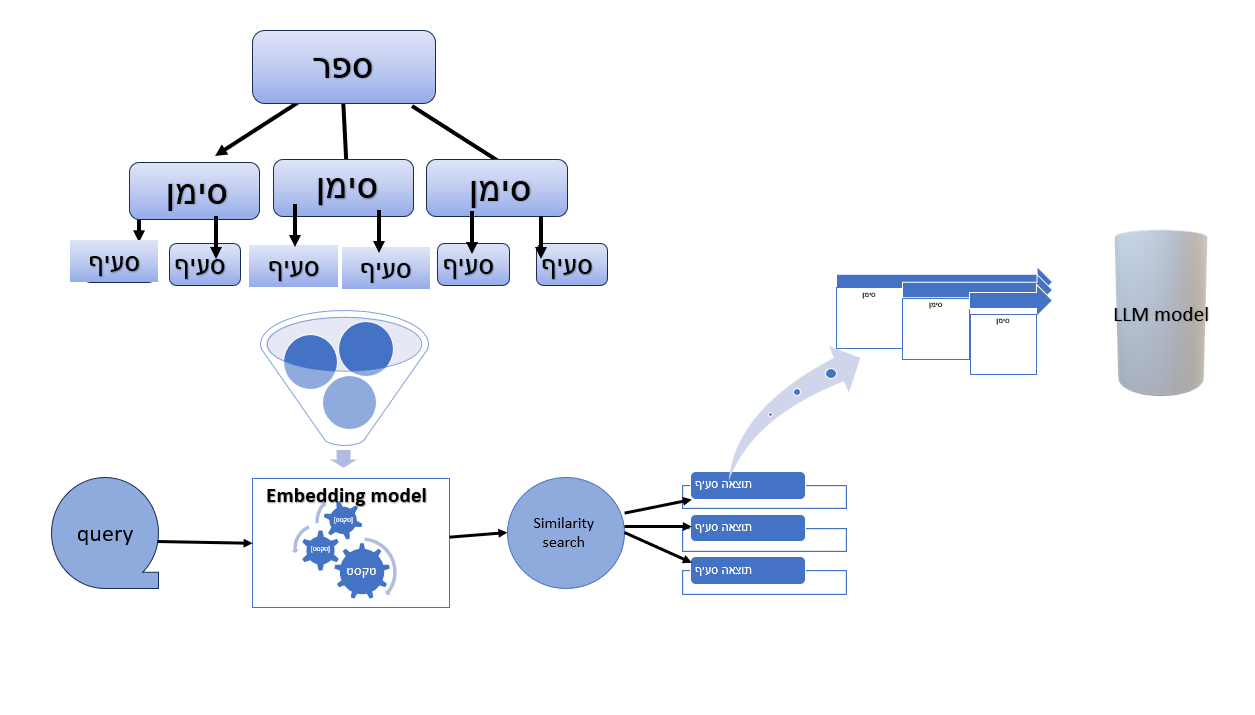 ספר
סימן
סימן
סימן
סעיף
סעיף
סעיף
סעיף
סעיף
סעיף
סימן
סימן
סימן
LLM model
query
Embedding model
[טקסט]
[טקסט]
טקסט
Similarity
search
תוצאה סעיף
תוצאה סעיף
תוצאה סעיף